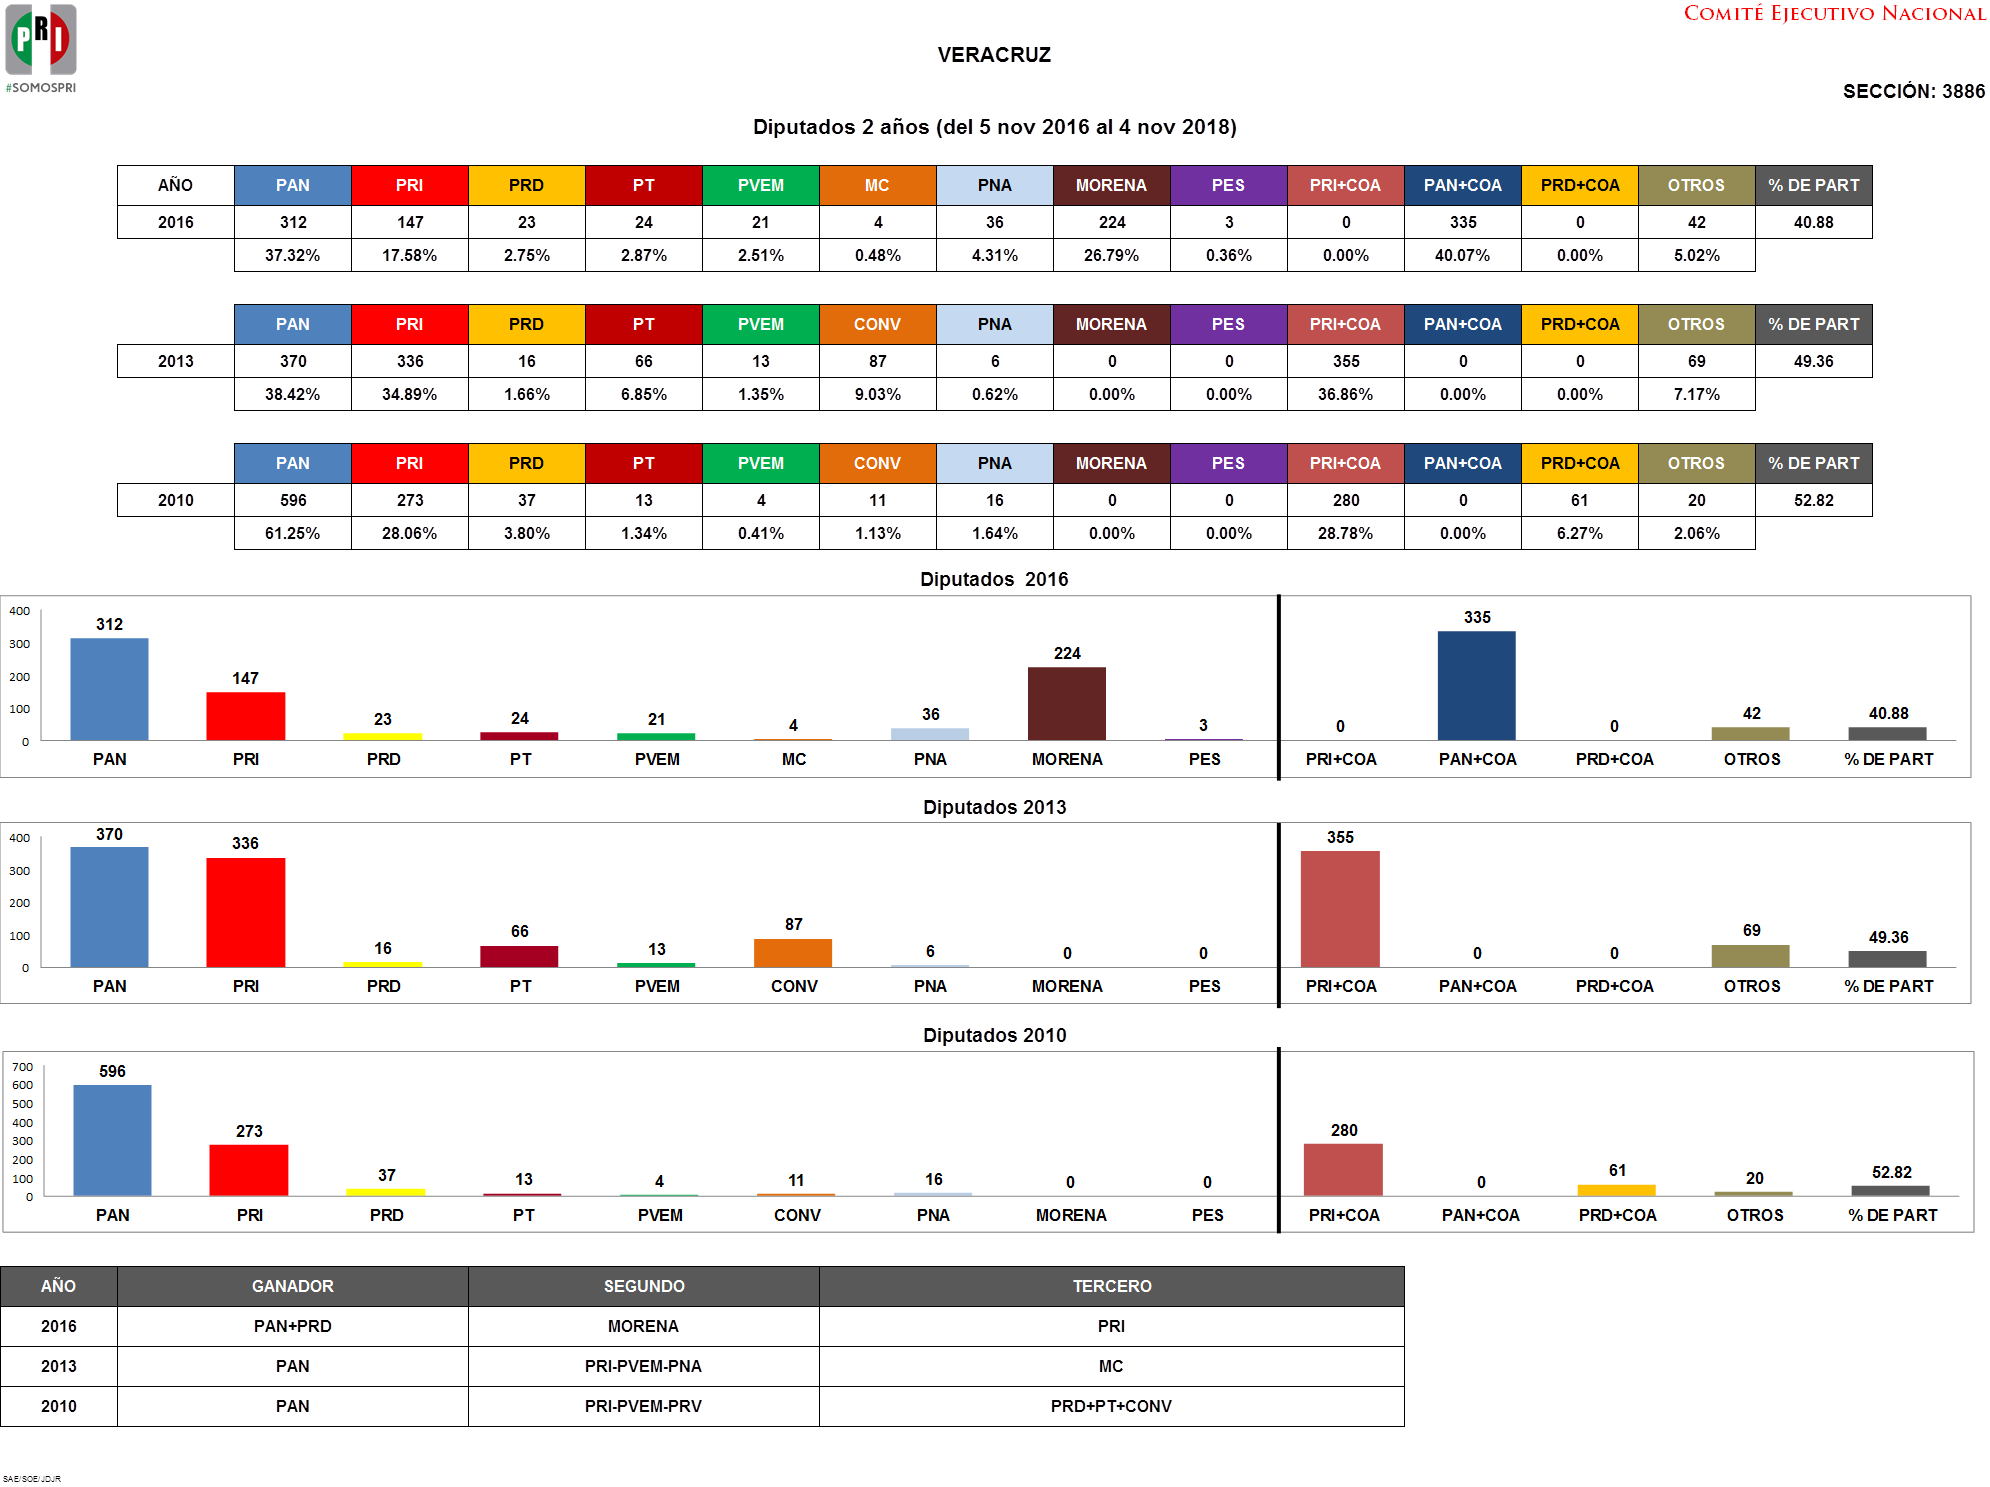 COMITÉ EJECUTIVO NACIONAL
PRI
#SOMOSPRI
VERACRUZ
SECCIÓN: 3886
Diputados 2 años (del 5 nov 2016 al 4 nov 2018)
AÑO PAN PRI PRD PT PVEM MC PNA MORENA PES PRI+COA PAN+COA PRD+COA OTROS % DE PART
2016 312 147 23 24 21 4 36 224 3 0 335 0 42 40.88
37.32% 17.58% 2.75% 2.87% 2.51% 0.48% 4.31% 26.79% 0.36% 0.00% 40.07% 0.00% 5.02%
PAN PRI PRD PT PVEM CONV PNA MORENA PES PRI+COA PAN+COA PRD+COA OTROS % DE PART
2013 370 336 16 66 13 87 6 0 0 355 0 0 69 49.36
38.42% 34.89% 1.66% 6.85% 1.35% 9.03% 0.62% 0.00% 0.00% 36.86% 0.00% 0.00% 7.17%
PAN PRI PRD PT PVEM CONV PNA MORENA PES PRI+COA PAN+COA PRD+COA OTROS % DE PART
2010 596 273 37 13 4 11 16 0 0 280 0 61 20 52.82
61.25% 28.06% 3.80% 1.34% 0.41% 1.13% 1.64% 0.00% 0.00% 28.78% 0.00% 6.27% 2.06%
Diputados 2016
400
300
200
100
0
312 147 23 24 21 4 36 224 3 0 335 0 42 40.88
PAN PRI PRD PT PVEM MC PNA MORENA PES PRI+COA PAN+COA PRD+COA OTROS % DE PART
Diputados 2013
400
300
200
100
0
370 336 16 66 13 87 6 0 0 355 0 0 69 49.36
PAN PRI PRD PT PVEM CONV PNA MORENA PES PRI+COA PAN+COA PRD+COA OTROS % DE PART
Diputados 2010
700
600
500
400
300
200
100
0
596 273 37 13 4 11 16 0 0 280 0 61 20 52.82
PAN PRI PRD PT PVEM CONV PNA MORENA PES PRI+COA PAN+COA PRD+COA OTROS % DE PART
AÑO GANADOR SEGUNDO TERCERO
2016 PAN+PRD MORENA PRI
2013 PAN PRI-PVEM-PNA MC
2010 PAN PRI-PVEM-PRV PRD+PT+CONV
SAE/SOE/JDJR